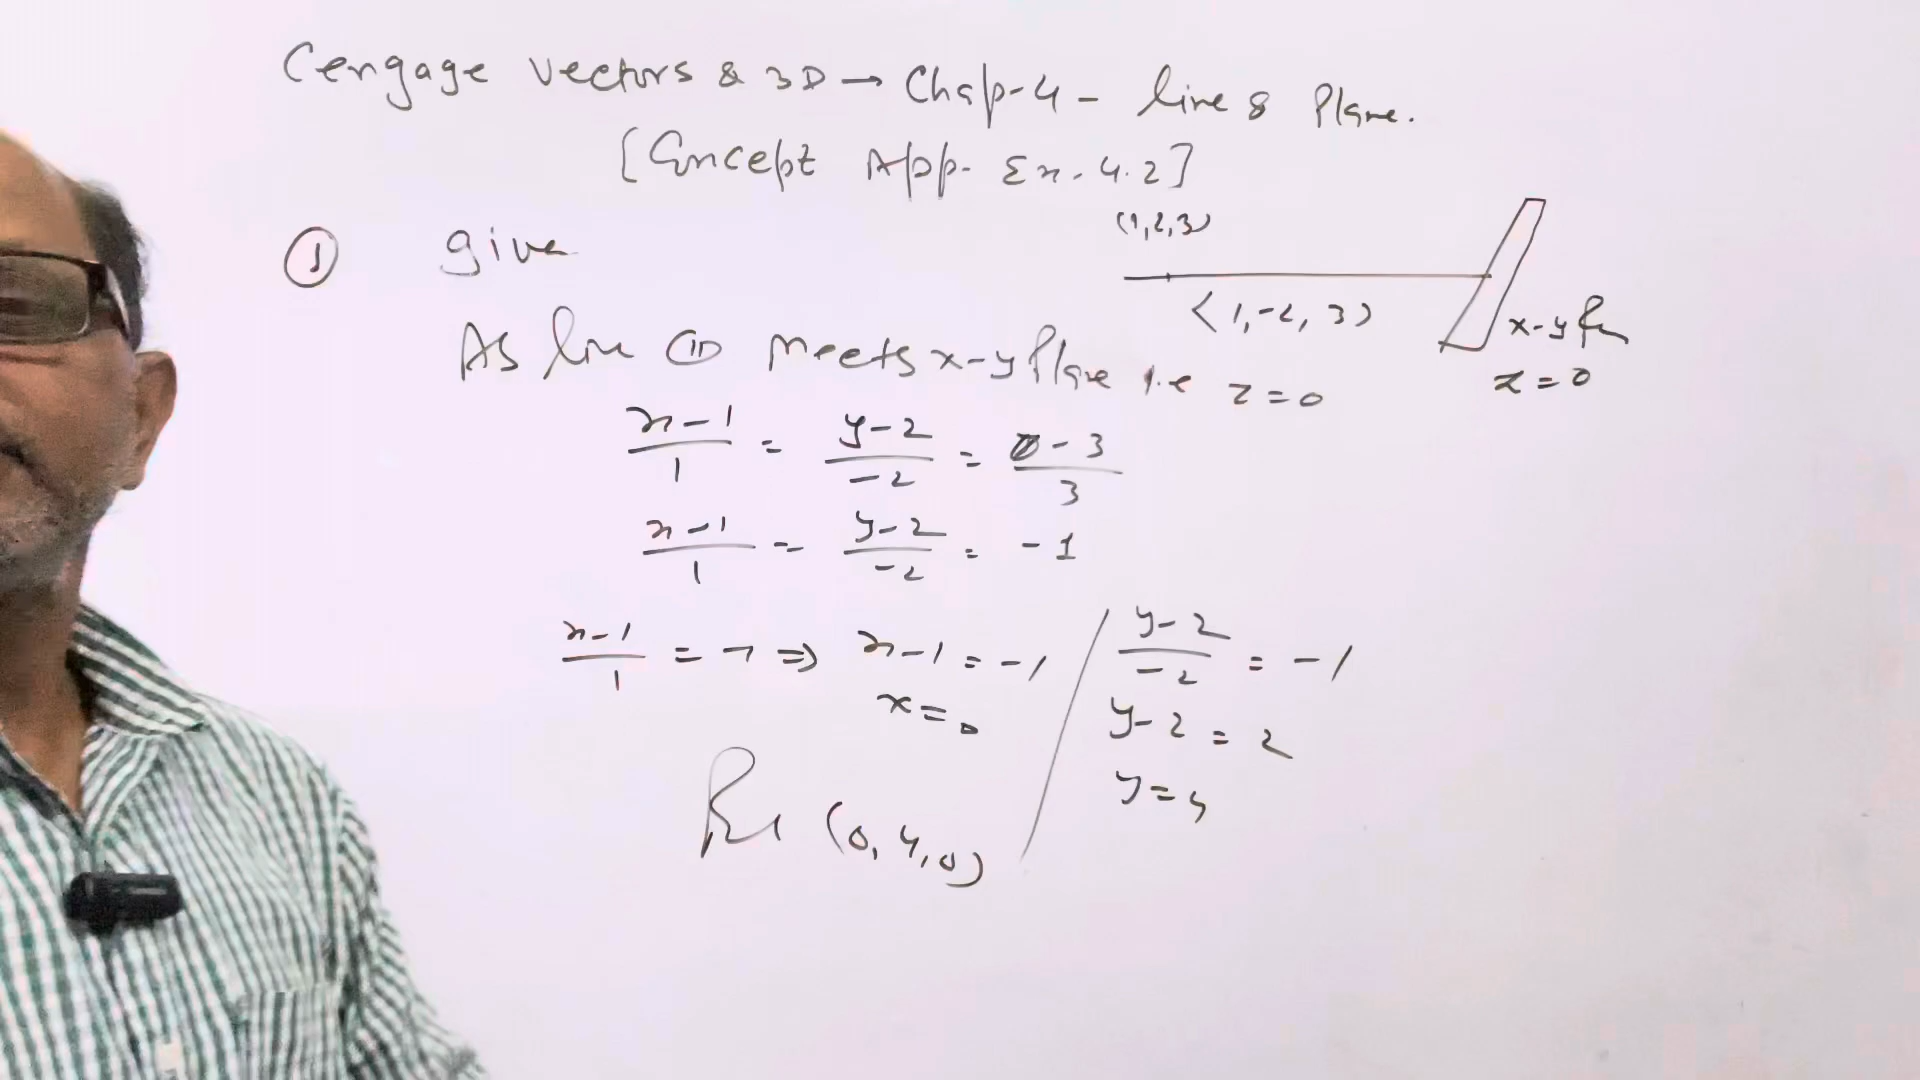 Cengage Vectors & 3D → Chap-4 - line & Plane.
[Concept App. Ex. 4.2]
(1,2,3)
① give
<1,-2,3>
x-y
z=0
As line ① meets x-y Plane i.e z=0
x-1/1 = y-2/-2 = 0-3/3
x-1/1 = y-2/-2 = -1
x-1/1 = -1 ⇒ x-1=-1
x=0
y-2/-2 = -1
y-2 = 2
y=4
(0,4,0)